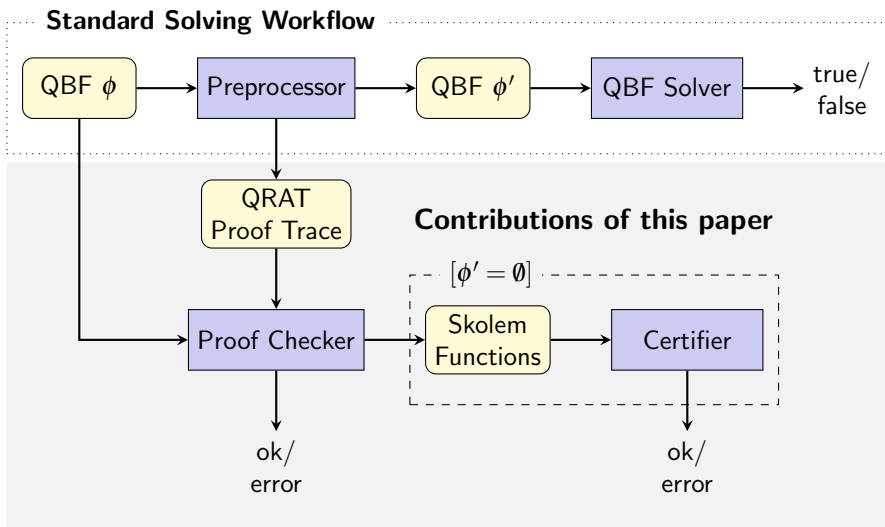 Standard Solving Workflow
QBF ϕ
Preprocessor
QBF ϕ′
QBF Solver
true/
false
QRAT
Proof Trace
Contributions of this paper
[ϕ′ = ∅]
Proof Checker
Skolem
Functions
Certifier
ok/
error
ok/
error